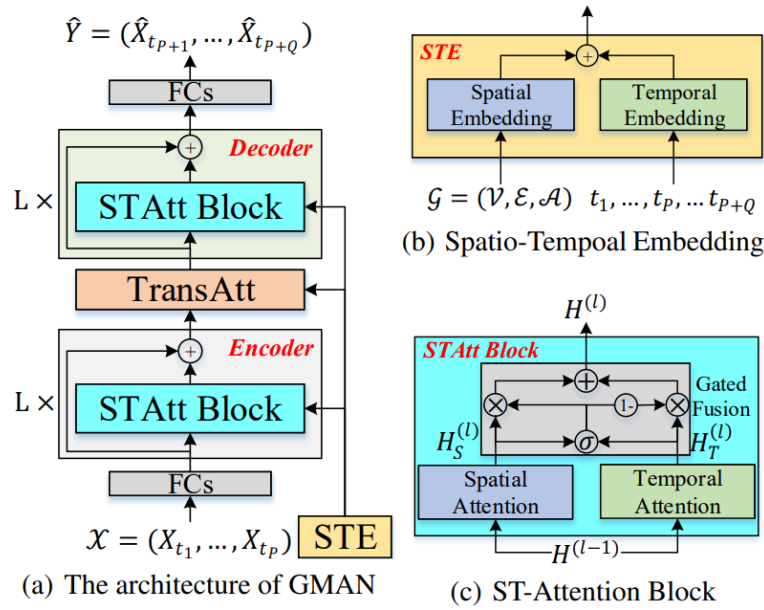 Ŷ = (X̂_{t_{P+1}}, ..., X̂_{t_{P+Q}})
FCs
Decoder
L ×
STAtt Block
TransAtt
Encoder
L ×
STAtt Block
FCs
𝒳 = (X_{t_1}, ..., X_{t_P})
STE
(a) The architecture of GMAN
STE
Spatial
Embedding
Temporal
Embedding
𝒢 = (𝒱, ℰ, 𝒜)
t_1, ..., t_P, ... t_{P+Q}
(b) Spatio-Tempoal Embedding
H^{(l)}
STAtt Block
Gated
Fusion
1-
σ
H_S^{(l)}
H_T^{(l)}
Spatial
Attention
Temporal
Attention
H^{(l-1)}
(c) ST-Attention Block